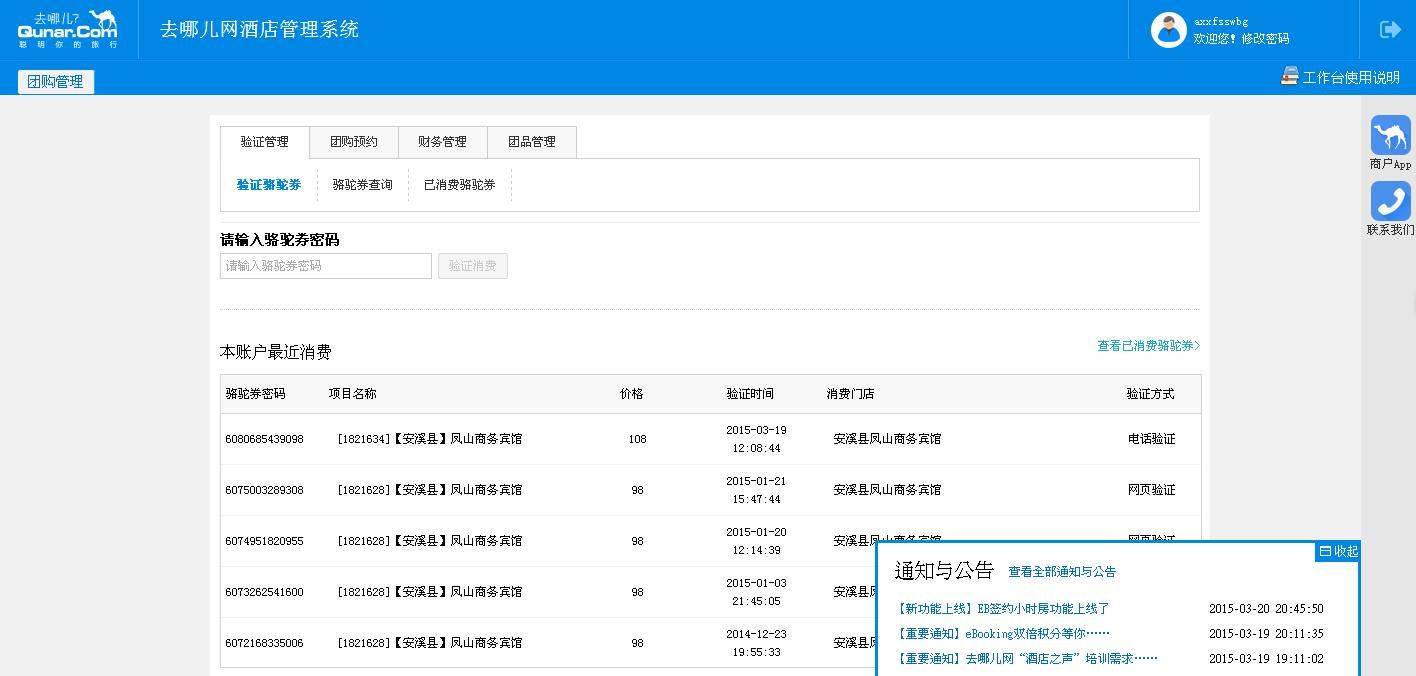 去哪儿?
Qunar.Com
聪明你的旅行
去哪儿网酒店管理系统
axxfsswbg
欢迎您! 修改密码
团购管理
工作台使用说明
验证管理 团购预约 财务管理 团品管理
验证骆驼券 骆驼券查询 已消费骆驼券
商户App
联系我们
请输入骆驼券密码
请输入骆驼券密码 验证消费
本账户最近消费 查看已消费骆驼券>
骆驼券密码 项目名称 价格 验证时间 消费门店 验证方式
6080685439098 [1821634]【安溪县】凤山商务宾馆 108 2015-03-19 12:08:44 安溪县凤山商务宾馆 电话验证
6075003289308 [1821628]【安溪县】凤山商务宾馆 98 2015-01-21 15:47:44 安溪县凤山商务宾馆 网页验证
6074951820955 [1821628]【安溪县】凤山商务宾馆 98 2015-01-20 12:14:39 安溪县凤山商务宾馆 网页验证
6073262541600 [1821628]【安溪县】凤山商务宾馆 98 2015-01-03 21:45:05 安溪县
6072168335006 [1821628]【安溪县】凤山商务宾馆 98 2014-12-23 19:55:33 安溪县
收起
通知与公告 查看全部通知与公告
【新功能上线】EB签约小时房功能上线了 2015-03-20 20:45:50
【重要通知】eBooking双倍积分等你…… 2015-03-19 20:11:35
【重要通知】去哪儿网“酒店之声”培训需求…… 2015-03-19 19:11:02